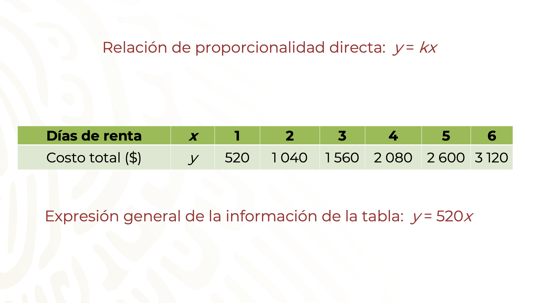 Relación de proporcionalidad directa: y = kx
Días de renta x 1 2 3 4 5 6
Costo total ($) y 520 1 040 1 560 2 080 2 600 3 120
Expresión general de la información de la tabla: y = 520x